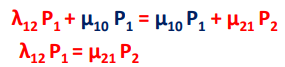 λ₁₂ P₁ + μ₁₀ P₁ = μ₁₀ P₁ + μ₂₁ P₂
λ₁₂ P₁ = μ₂₁ P₂